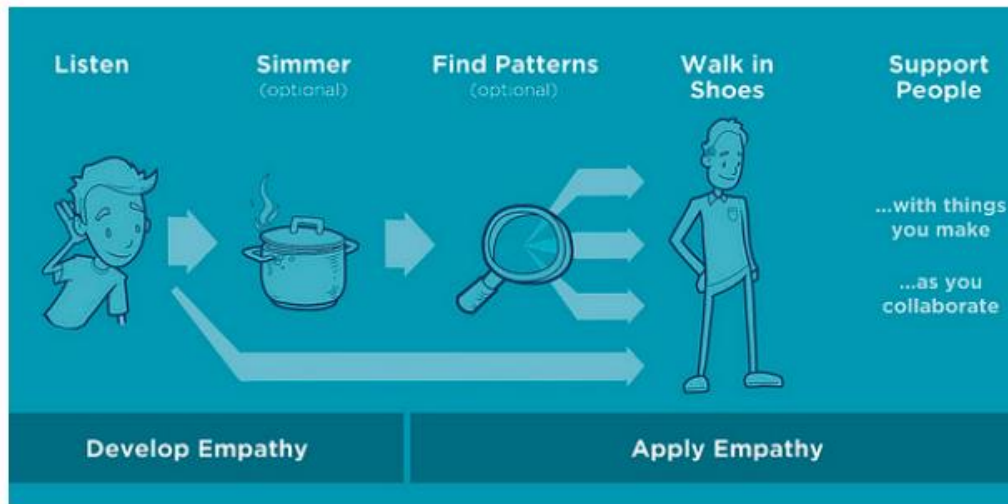 Listen
Simmer
(optional)
Find Patterns
(optional)
Walk in
Shoes
Support
People
...with things
you make
...as you
collaborate
Develop Empathy
Apply Empathy